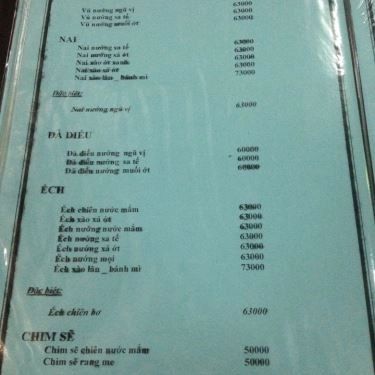 63000
Vú nướng ngũ vị 63000
Vú nướng sa tế 63000
Vú nướng muối ớt
NAI 63000
Nai nướng sa tế 63000
Nai nướng xá ớt 63000
Nai xào ớt xanh 63000
Nai xào xả ớt 63000
Nai xào lăn _ bánh mì 73000
Đặc biệt:
Nai nướng ngũ vị 63000
ĐÀ DIỂU
Đà điểu nướng ngũ vị 60000
Đà điểu nướng sa tế 60000
Đà điểu nướng muối ớt 60000
ẾCH
Ếch chiên nước mắm 63000
Ếch xào xả ớt 63000
Ếch nướng nước mắm 63000
Ếch nướng sa tế 63000
Ếch nướng xả ớt 63000
Ếch nướng mọi 63000
Ếch xào lăn _ bánh mì 73000
Đặc biệt:
Ếch chiên bơ 63000
CHIM SẼ
Chim sẽ chiên nước mắm 50000
Chim sẽ rang me 50000